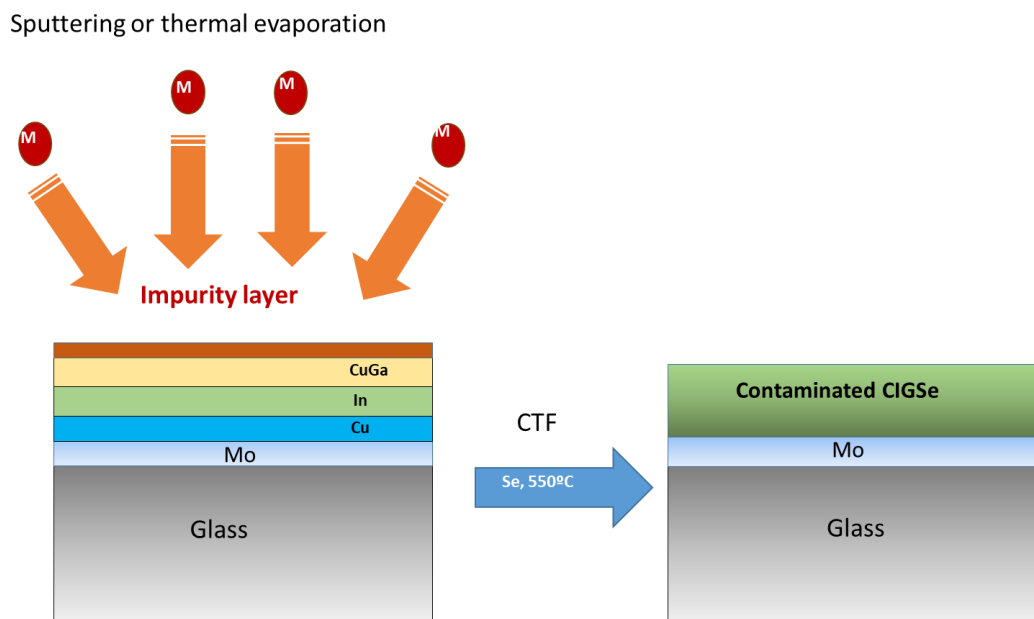 Sputtering or thermal evaporation
M
M
M
M
Impurity layer
CuGa
In
Cu
Mo
Glass
CTF
Se, 550ºC
Contaminated CIGSe
Mo
Glass